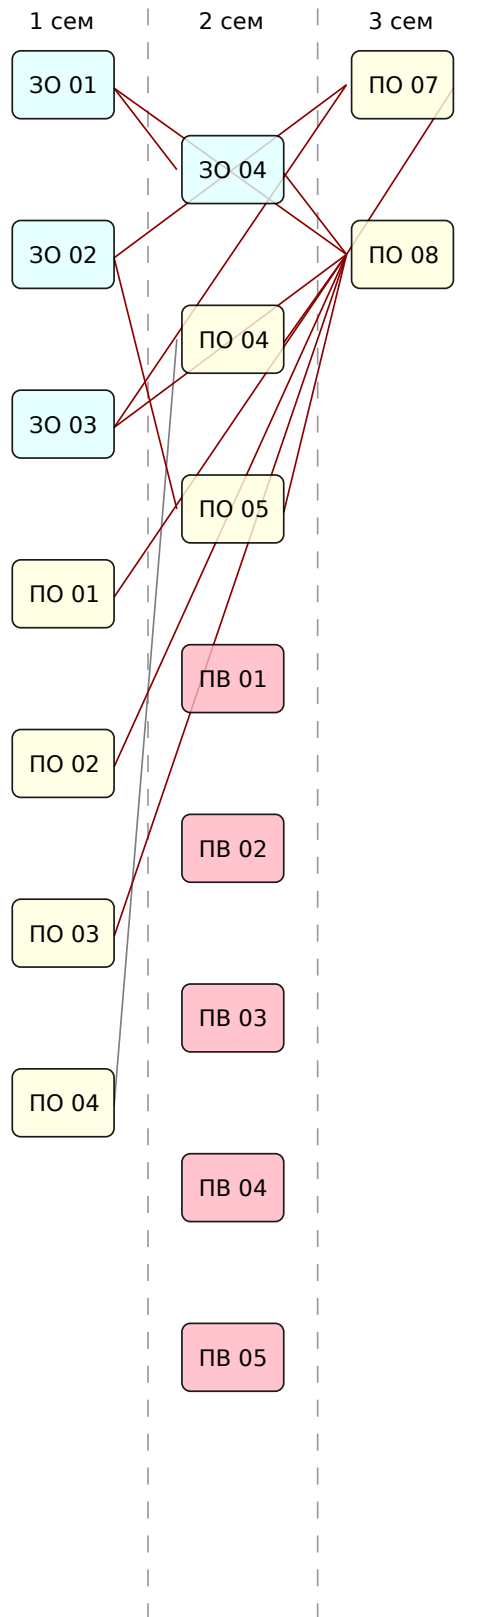 1 сем
2 сем
3 сем
ЗО 01
ЗО 02
ЗО 03
ПО 01
ПО 02
ПО 03
ПО 04
ЗО 04
ПО 04
ПО 05
ПВ 01
ПВ 02
ПВ 03
ПВ 04
ПВ 05
ПО 07
ПО 08